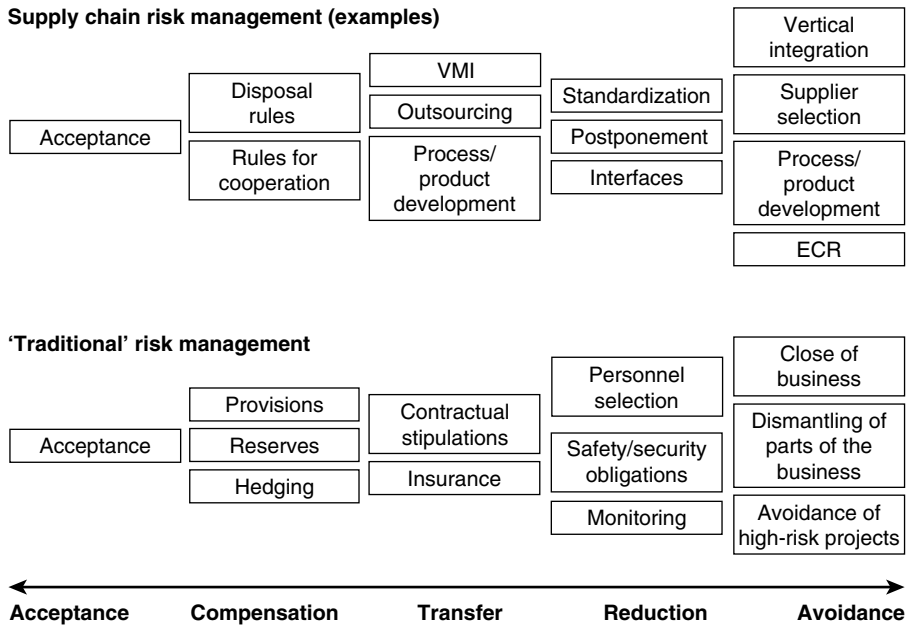 Supply chain risk management (examples)
Acceptance
Disposal
rules
Rules for
cooperation
VMI
Outsourcing
Process/
product
development
Standardization
Postponement
Interfaces
Vertical
integration
Supplier
selection
Process/
product
development
ECR
‘Traditional’ risk management
Acceptance
Provisions
Reserves
Hedging
Contractual
stipulations
Insurance
Personnel
selection
Safety/security
obligations
Monitoring
Close of
business
Dismantling of
parts of the
business
Avoidance of
high-risk projects
Acceptance Compensation Transfer Reduction Avoidance